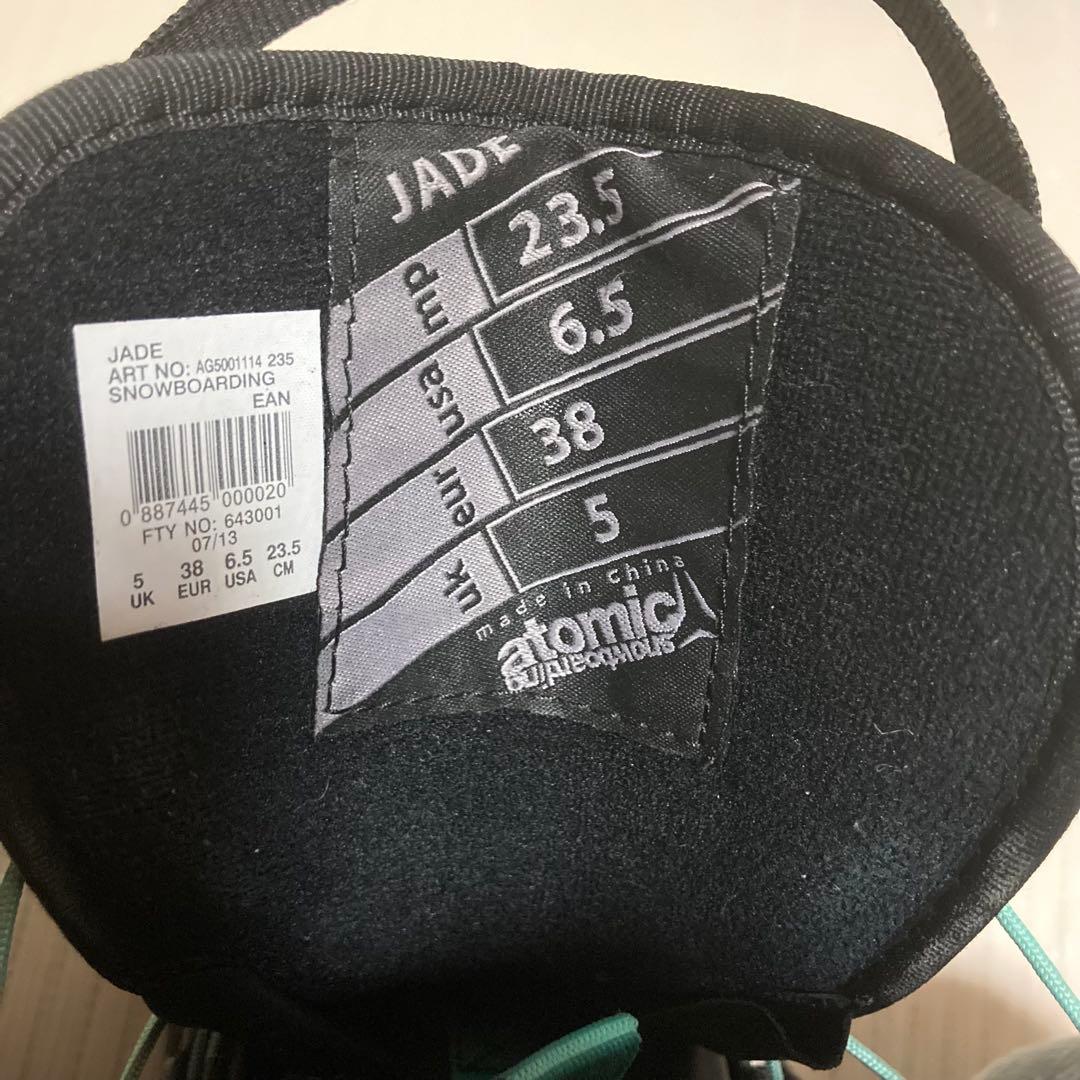 JADE
ART NO: AG5001114 235
SNOWBOARDING
EAN
0 887445 000020
FTY NO: 643001
07/13
5 38 6.5 23.5
UK EUR USA CM
JADE
mp 23.5
usa 6.5
eur 38
uk 5
made in china
atomic
snowboarding